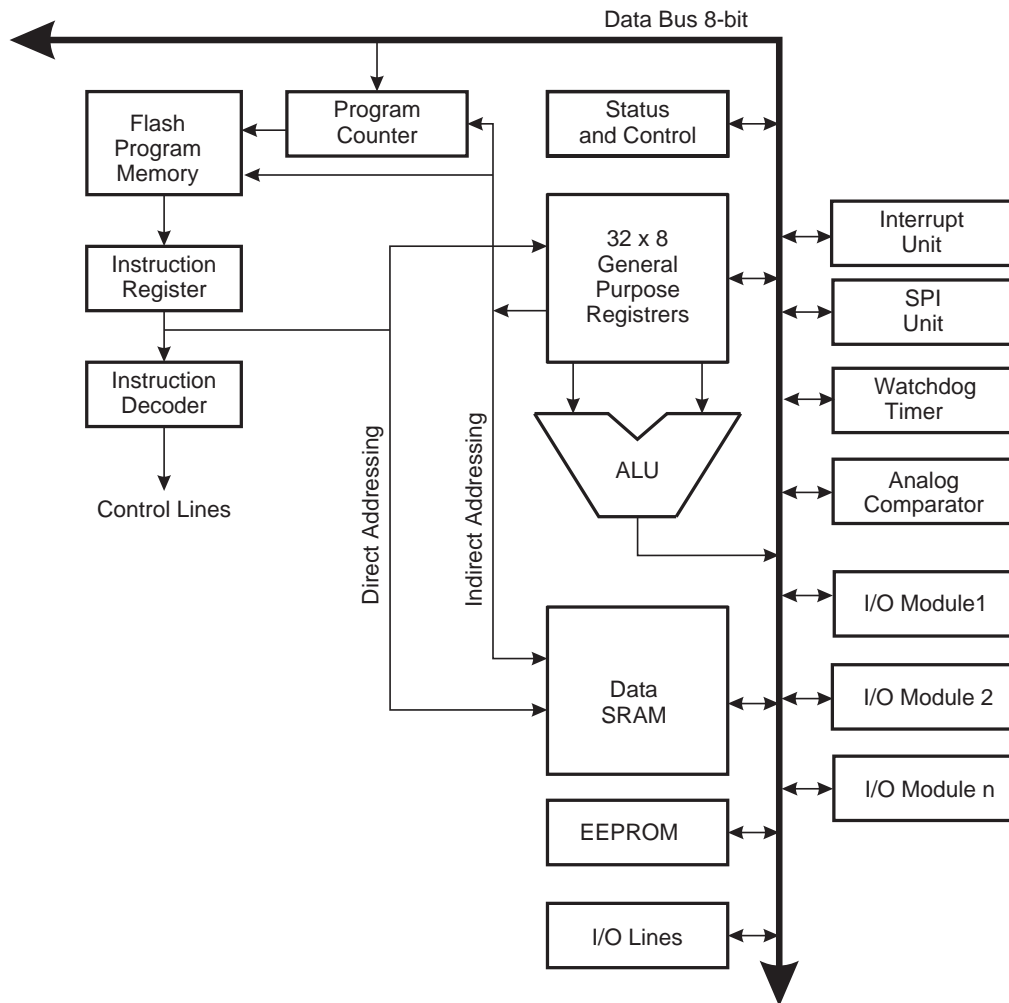 Data Bus 8-bit
Flash
Program
Memory
Program
Counter
Status
and Control
Instruction
Register
32 x 8
General
Purpose
Registrers
Interrupt
Unit
SPI
Unit
Instruction
Decoder
Watchdog
Timer
Control Lines
Direct Addressing
Indirect Addressing
ALU
Analog
Comparator
I/O Module1
Data
SRAM
I/O Module 2
I/O Module n
EEPROM
I/O Lines